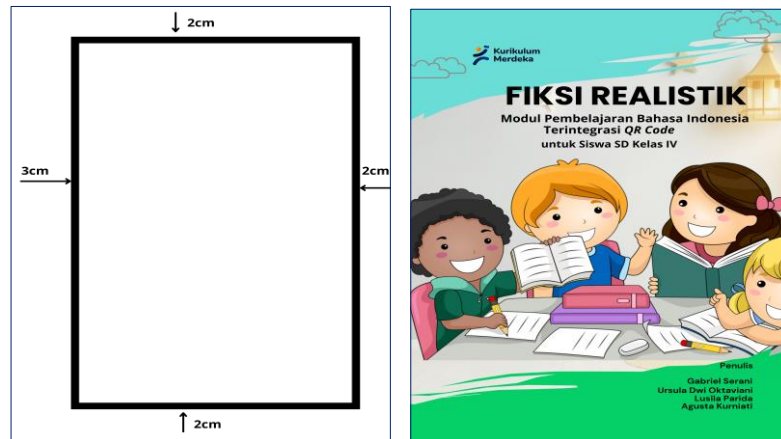 2cm
3cm
2cm
2cm
Kurikulum
Merdeka
FIKSI REALISTIK
Modul Pembelajaran Bahasa Indonesia
Terintegrasi QR Code
untuk Siswa SD Kelas IV
Penulis
Gabriel Serani
Ursula Dwi Oktaviani
Lusila Parida
Agusta Kurniati